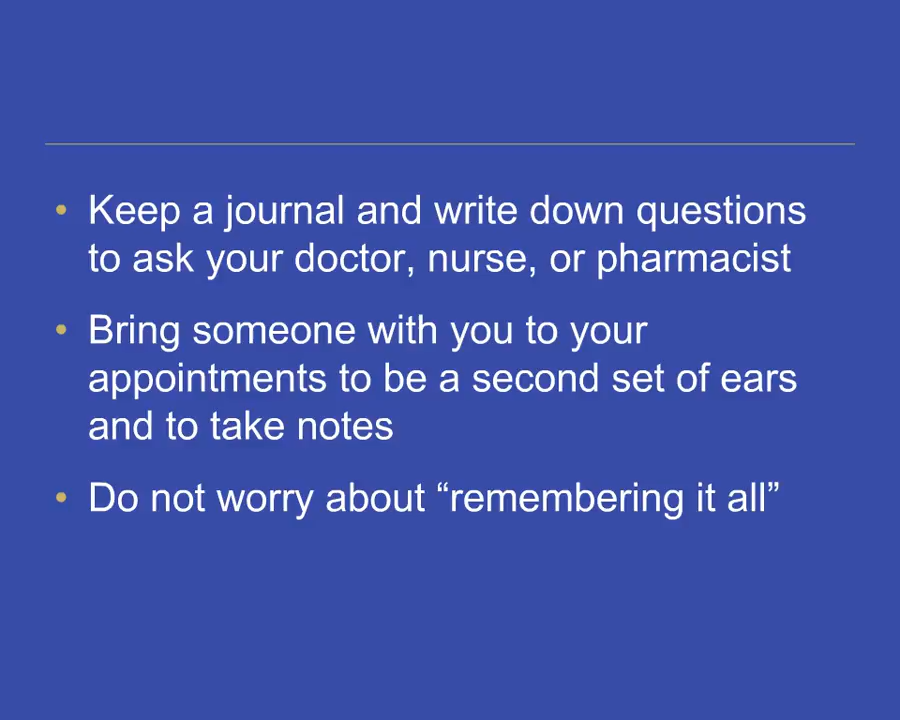 • Keep a journal and write down questions
to ask your doctor, nurse, or pharmacist
• Bring someone with you to your
appointments to be a second set of ears
and to take notes
• Do not worry about “remembering it all”